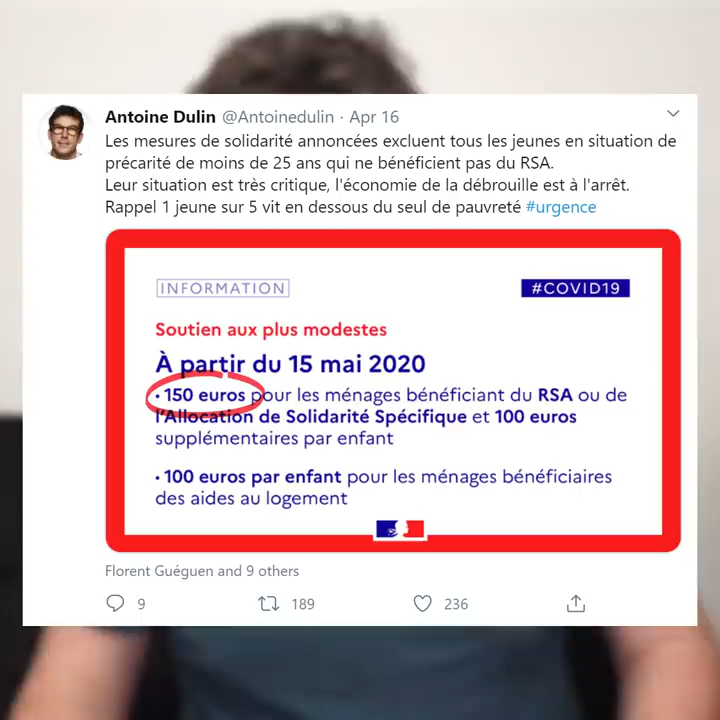 Antoine Dulin @Antoinedulin · Apr 16
Les mesures de solidarité annoncées excluent tous les jeunes en situation de
précarité de moins de 25 ans qui ne bénéficient pas du RSA.
Leur situation est très critique, l'économie de la débrouille est à l'arrêt.
Rappel 1 jeune sur 5 vit en dessous du seul de pauvreté #urgence
INFORMATION
#COVID19
Soutien aux plus modestes
À partir du 15 mai 2020
· 150 euros pour les ménages bénéficiant du RSA ou de
l'Allocation de Solidarité Spécifique et 100 euros
supplémentaires par enfant
· 100 euros par enfant pour les ménages bénéficiaires
des aides au logement
Florent Guéguen and 9 others
9 189 236